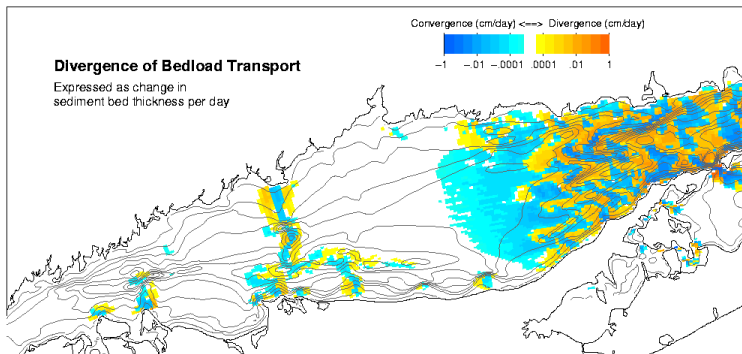 Convergence (cm/day) <==> Divergence (cm/day)
-1 -.01 -.0001 .0001 .01 1
Divergence of Bedload Transport
Expressed as change in
sediment bed thickness per day